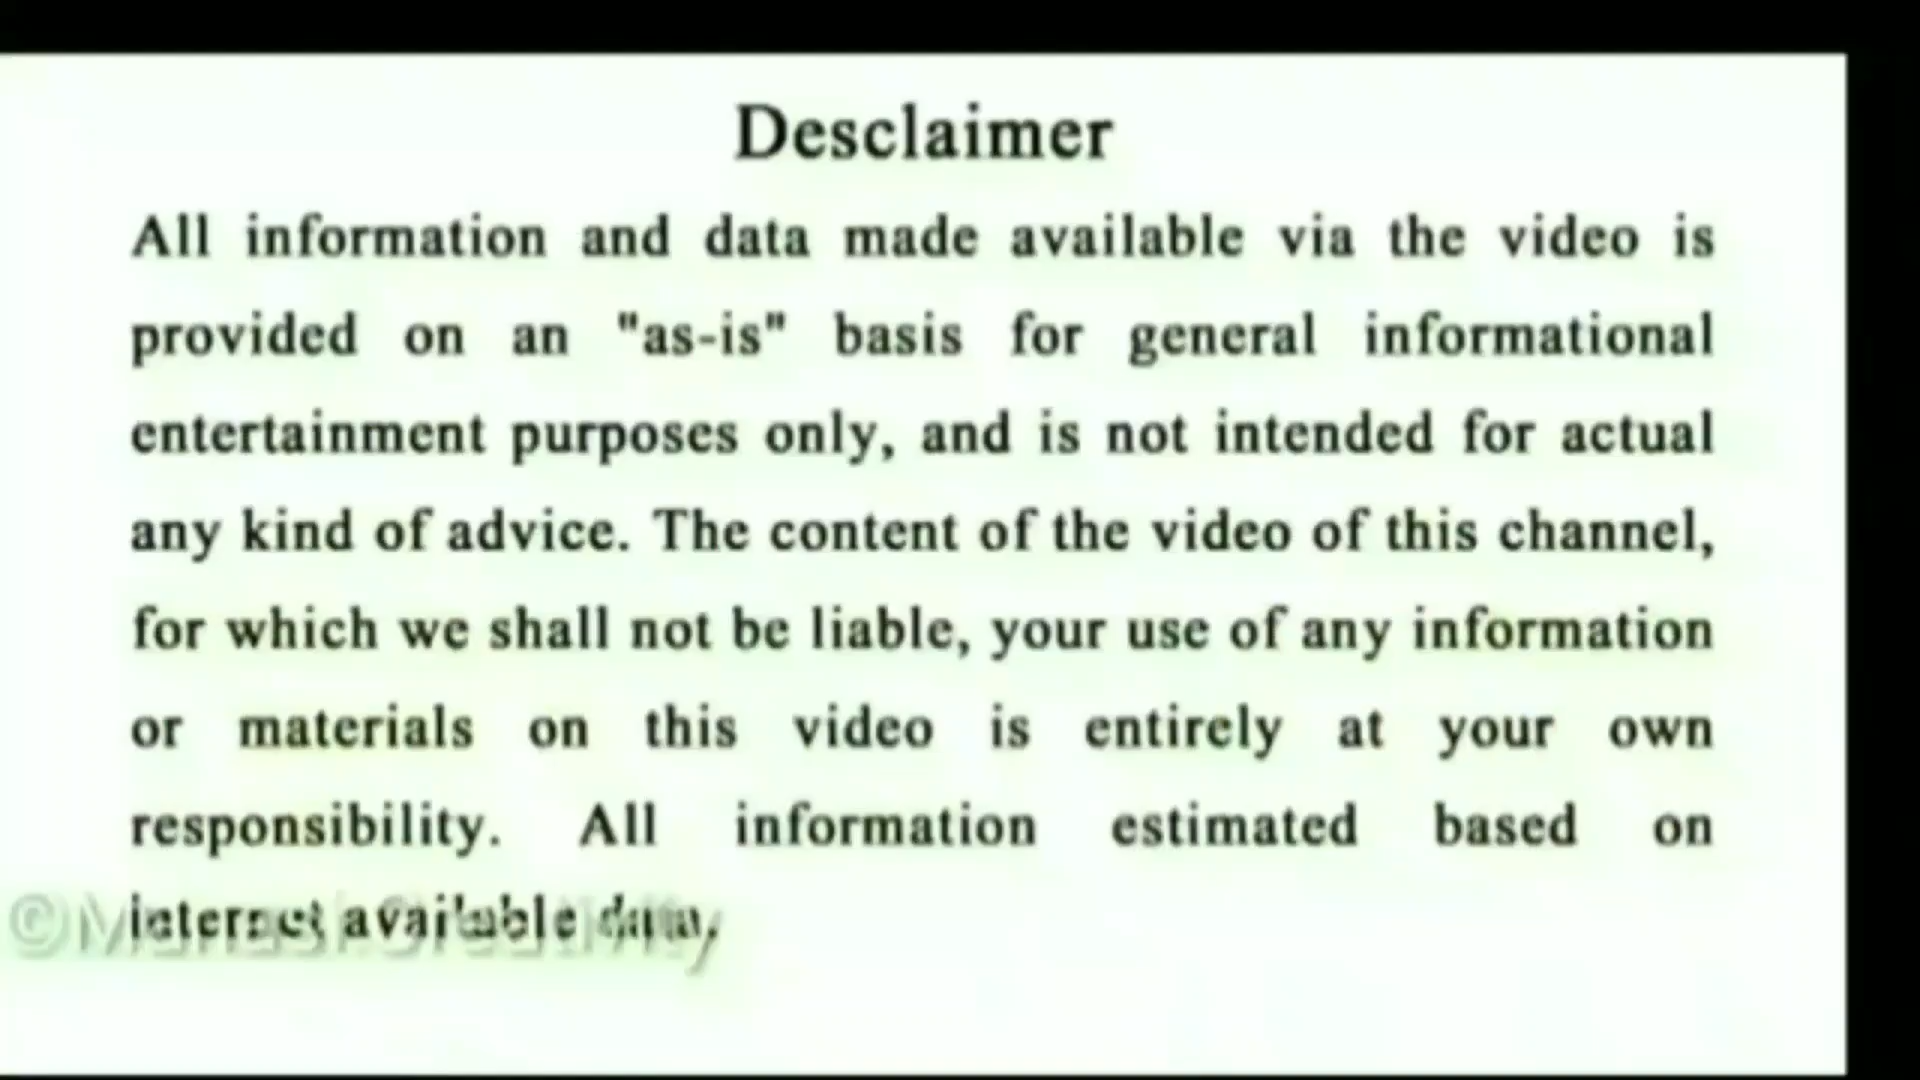 Desclaimer
All information and data made available via the video is
provided on an "as-is" basis for general informational
entertainment purposes only, and is not intended for actual
any kind of advice. The content of the video of this channel,
for which we shall not be liable, your use of any information
or materials on this video is entirely at your own
responsibility. All information estimated based on
internet available data.